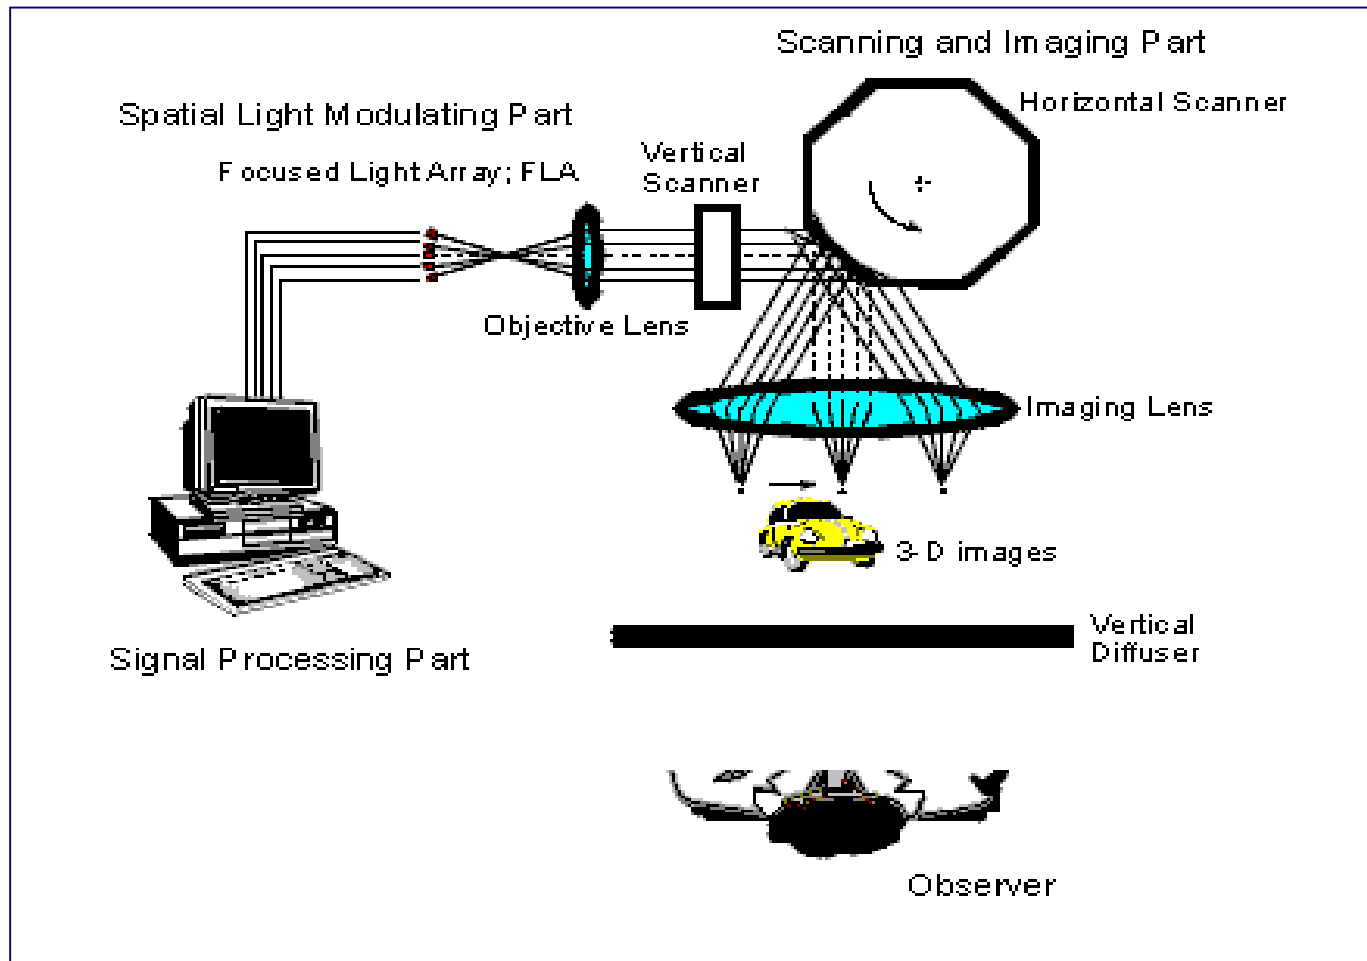 Scanning and Imaging Part
Horizontal Scanner
Spatial Light Modulating Part
Focused Light Array; FLA
Vertical
Scanner
Objective Lens
Imaging Lens
3-D images
Vertical
Diffuser
Signal Processing Part
Observer